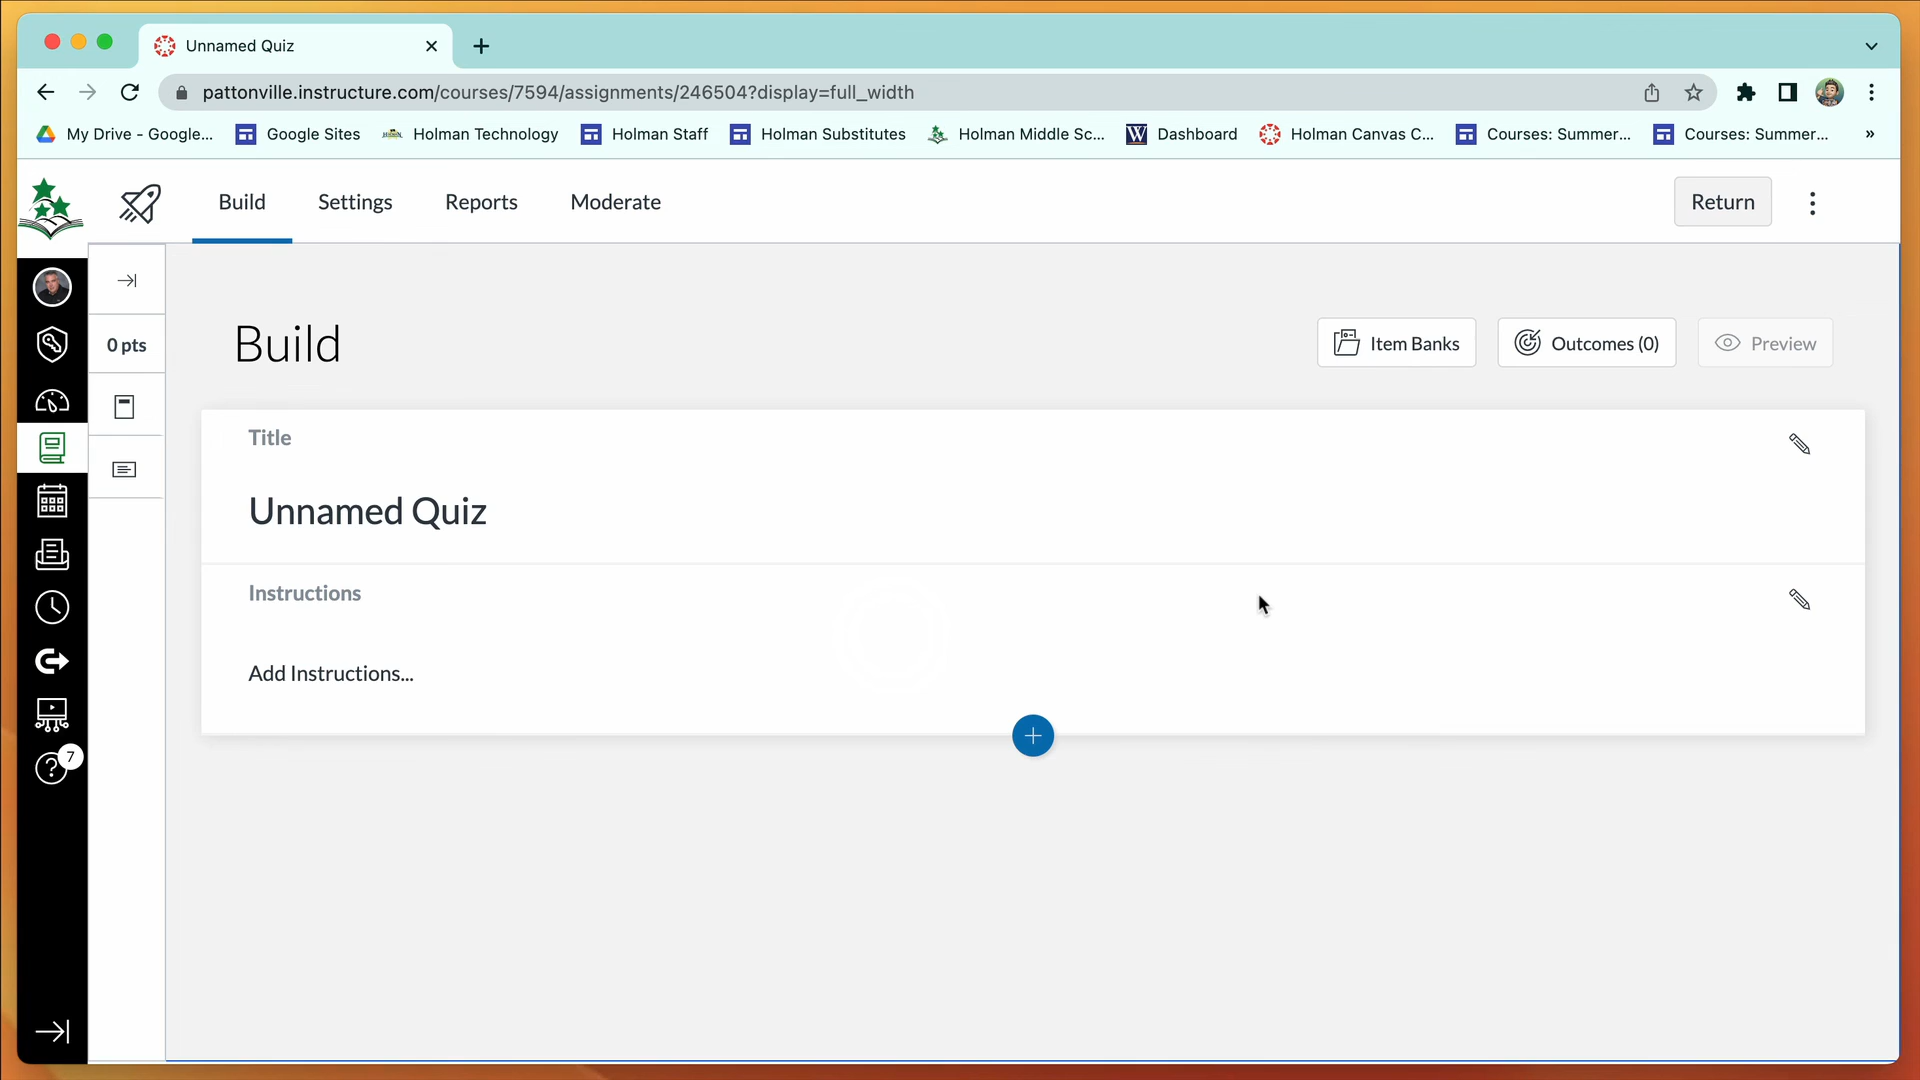 Unnamed Quiz
pattonville.instructure.com/courses/7594/assignments/246504?display=full_width
My Drive - Google...
Google Sites
Holman Technology
Holman Staff
Holman Substitutes
Holman Middle Sc...
W Dashboard
Holman Canvas C...
Courses: Summer...
Courses: Summer...
»
Build
Settings
Reports
Moderate
Return
0 pts
Build
Item Banks
Outcomes (0)
Preview
Title
Unnamed Quiz
Instructions
Add Instructions...
7